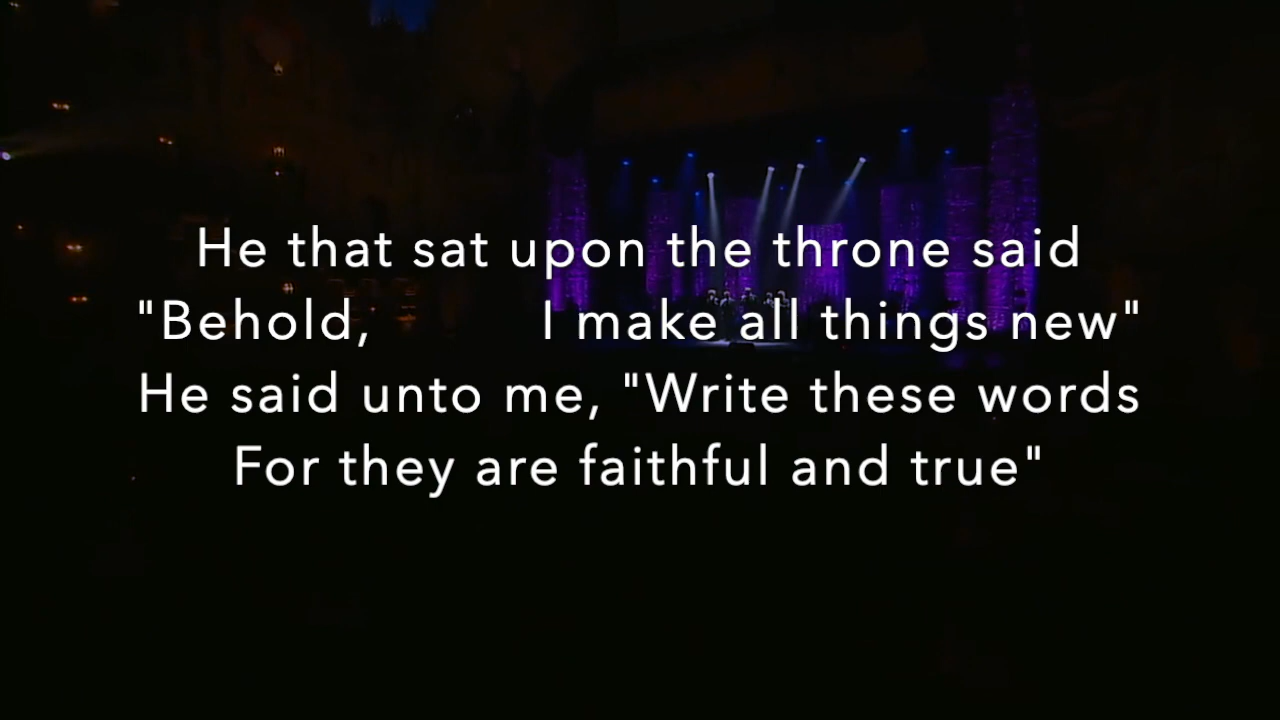 He that sat upon the throne said
"Behold, I make all things new"
He said unto me, "Write these words
For they are faithful and true"